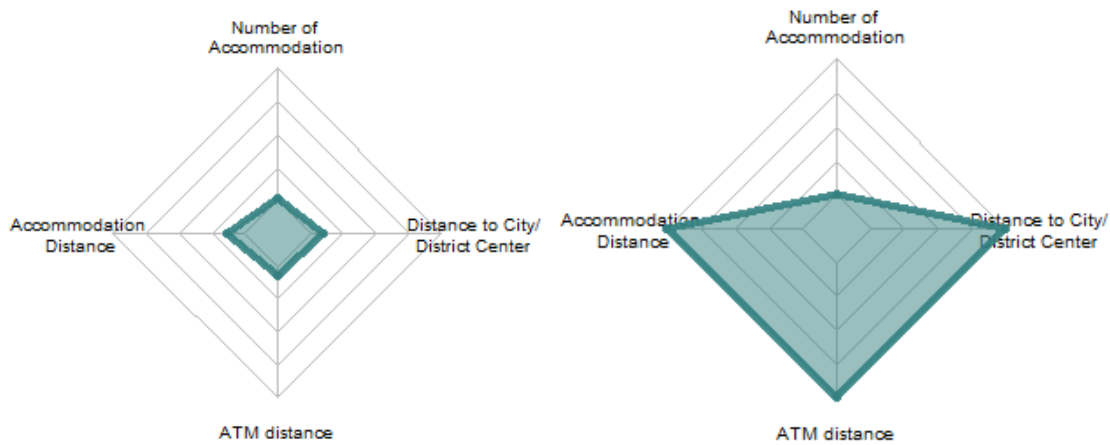 Number of
Accommodation
Accommodation
Distance
Distance to City/
District Center
ATM distance
Number of
Accommodation
Accommodation
Distance
Distance to City/
District Center
ATM distance